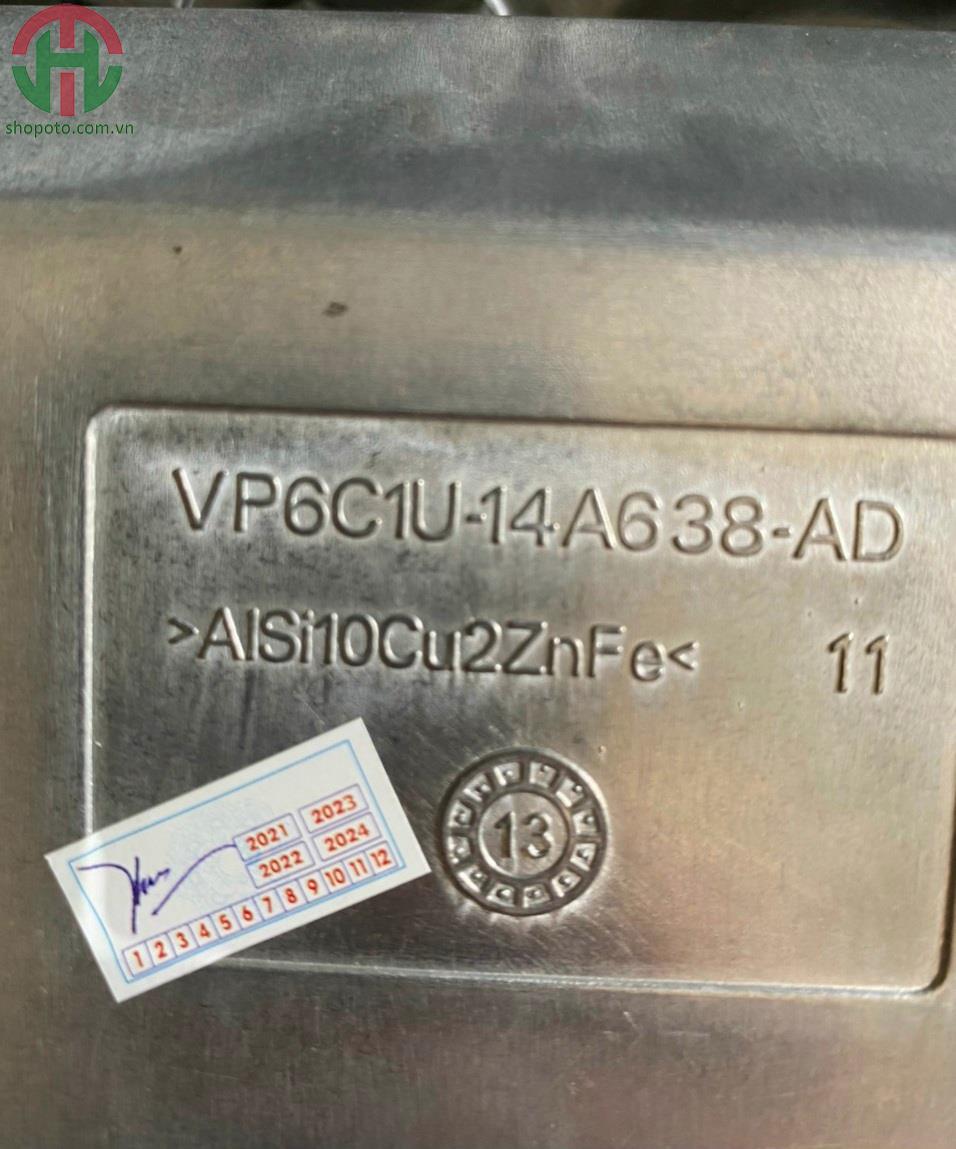 shopoto.com.vn
VP6C1U-14A638-AD
>AlSi10Cu2ZnFe< 11
13
2021 2023
2022 2024
1 2 3 4 5 6 7 8 9 10 11 12